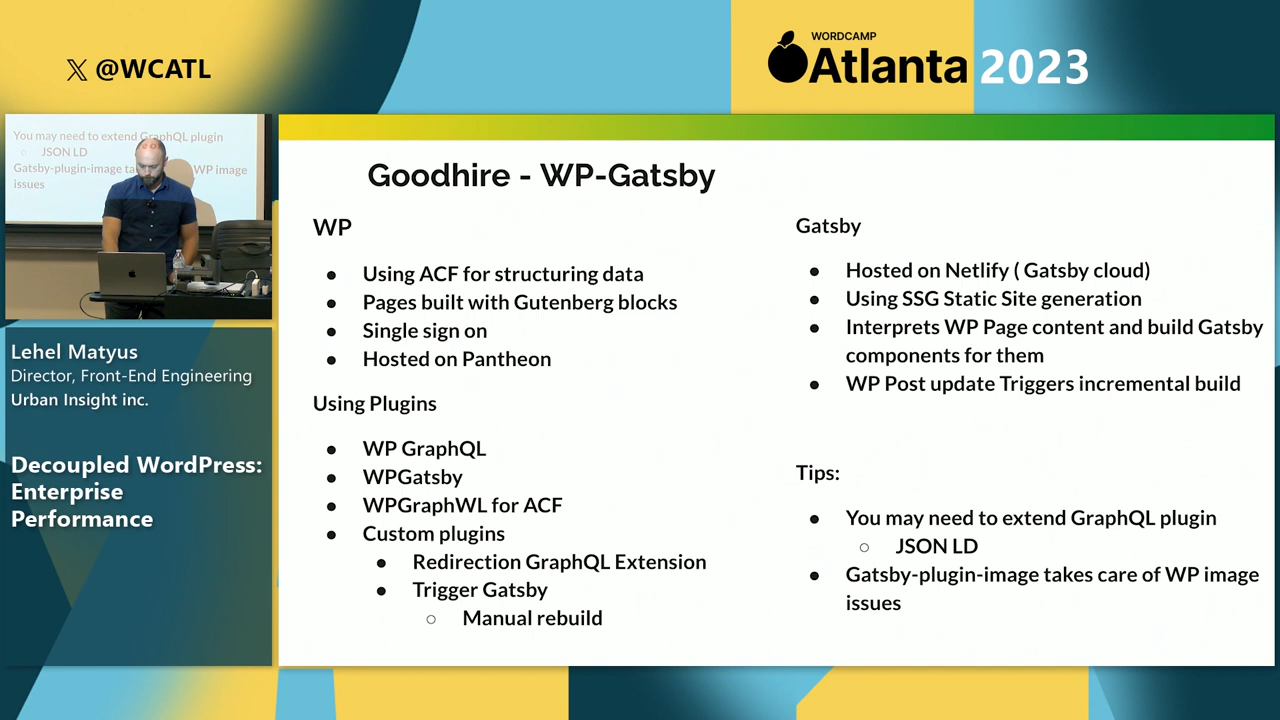 𝕏 @WCATL
WORDCAMP
Atlanta 2023
You may need to extend GraphQL plugin
○ JSON LD
Gatsby-plugin-image ta WP image
issues
Lehel Matyus
Director, Front-End Engineering
Urban Insight inc.
Decoupled WordPress:
Enterprise
Performance
Goodhire - WP-Gatsby
WP
● Using ACF for structuring data
● Pages built with Gutenberg blocks
● Single sign on
● Hosted on Pantheon
Using Plugins
● WP GraphQL
● WPGatsby
● WPGraphWL for ACF
● Custom plugins
● Redirection GraphQL Extension
● Trigger Gatsby
○ Manual rebuild
Gatsby
● Hosted on Netlify ( Gatsby cloud)
● Using SSG Static Site generation
● Interprets WP Page content and build Gatsby
components for them
● WP Post update Triggers incremental build
Tips:
● You may need to extend GraphQL plugin
○ JSON LD
● Gatsby-plugin-image takes care of WP image
issues